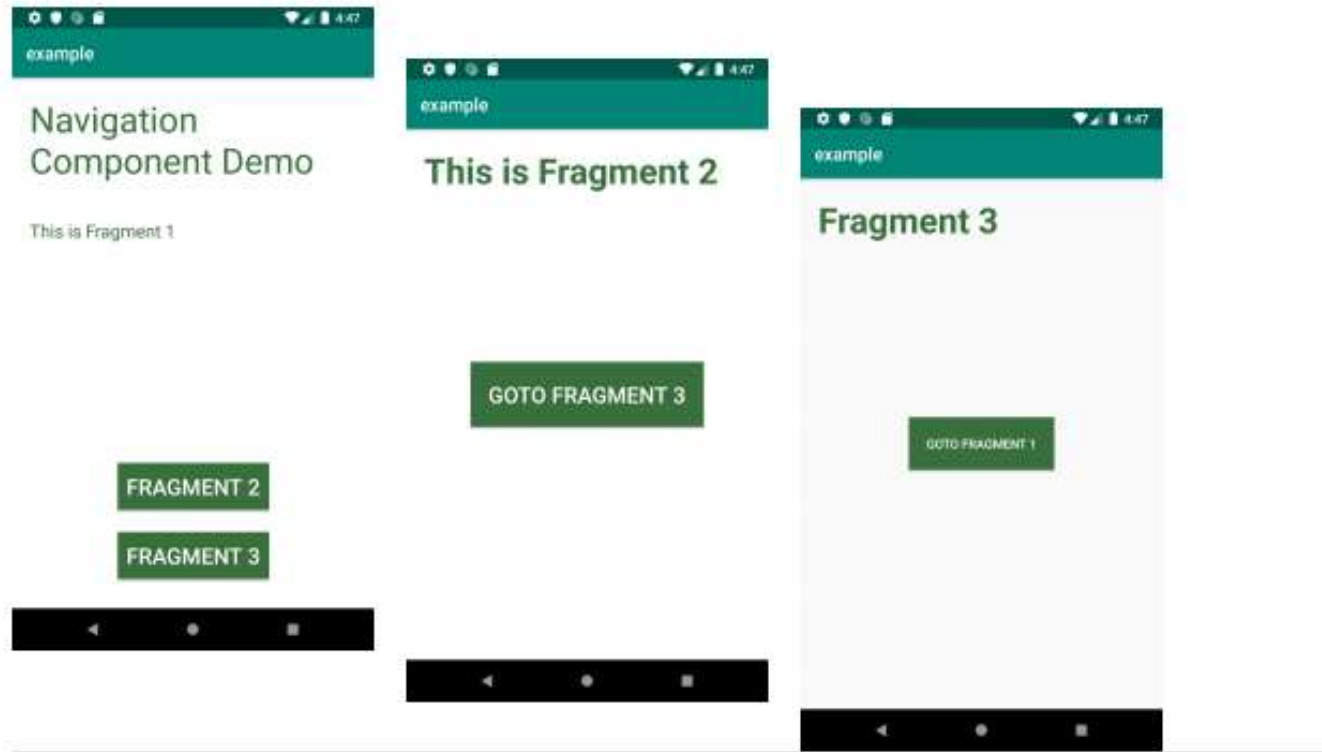 4:47
example
Navigation
Component Demo
This is Fragment 1
FRAGMENT 2
FRAGMENT 3
4:47
example
This is Fragment 2
GOTO FRAGMENT 3
4:47
example
Fragment 3
GOTO FRAGMENT 1